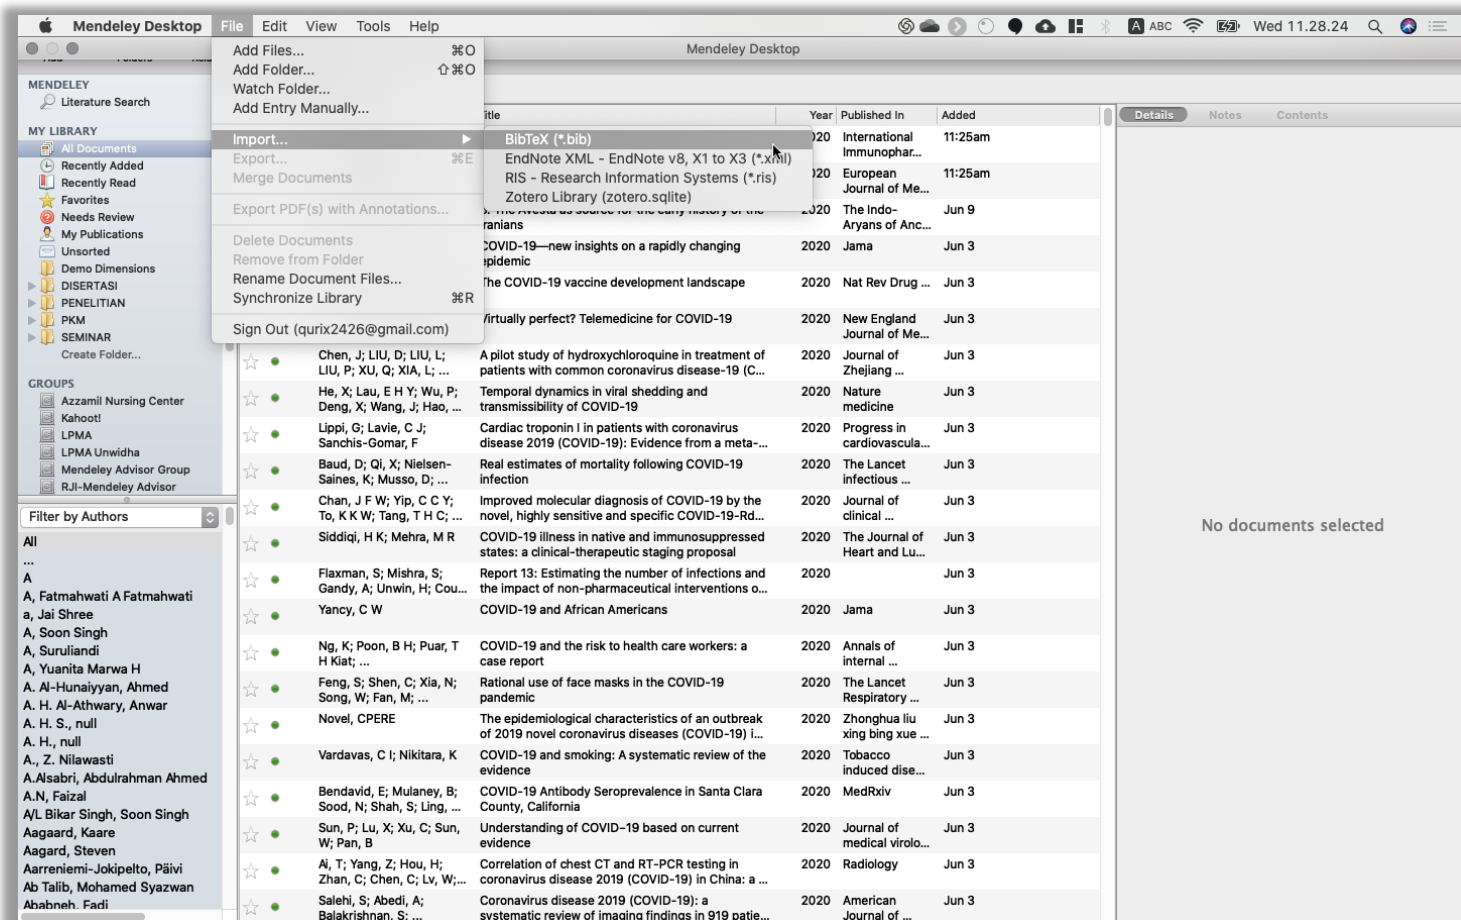 Mendeley Desktop File Edit View Tools Help
A ABC Wed 11.28.24
Mendeley Desktop
Add Files... ⌘O
Add Folder... ⇧⌘O
Watch Folder...
Add Entry Manually...
Import...
Export... ⌘E
Merge Documents
Export PDF(s) with Annotations...
Delete Documents
Remove from Folder
Rename Document Files...
Synchronize Library ⌘R
Sign Out (qurix2426@gmail.com)
BibTeX (*.bib)
EndNote XML - EndNote v8, X1 to X3 (*.xml)
RIS - Research Information Systems (*.ris)
Zotero Library (zotero.sqlite)
MENDELEY
Literature Search
MY LIBRARY
All Documents
Recently Added
Recently Read
Favorites
Needs Review
My Publications
Unsorted
Demo Dimensions
DISERTASI
PENELITIAN
PKM
SEMINAR
Create Folder...
GROUPS
Azzamil Nursing Center
Kahoot!
LPMA
LPMA Unwidha
Mendeley Advisor Group
RJI-Mendeley Advisor
Filter by Authors
All
...
A
A, Fatmahwati A Fatmahwati
a, Jai Shree
A, Soon Singh
A, Suruliandi
A, Yuanita Marwa H
A. Al-Hunaiyyan, Ahmed
A. H. Al-Athwary, Anwar
A. H. S., null
A. H., null
A., Z. Nilawasti
A.Alsabri, Abdulrahman Ahmed
A.N, Faizal
A/L Bikar Singh, Soon Singh
Aagaard, Kaare
Aagard, Steven
Aarreniemi-Jokipelto, Päivi
Ab Talib, Mohamed Syazwan
Ababneh, Fadi
Year Published In Added
International 11:25am
Immunophar...
European 11:25am
Journal of Me...
The Avesta as source for the early history of the 2020 The Indo- Jun 9
Iranians Aryans of Anc...
COVID-19—new insights on a rapidly changing 2020 Jama Jun 3
epidemic
The COVID-19 vaccine development landscape 2020 Nat Rev Drug ... Jun 3
Virtually perfect? Telemedicine for COVID-19 2020 New England Jun 3
Journal of Me...
Chen, J; LIU, D; LIU, L; A pilot study of hydroxychloroquine in treatment of 2020 Journal of Jun 3
LIU, P; XU, Q; XIA, L; ... patients with common coronavirus disease-19 (C... Zhejiang ...
He, X; Lau, E H Y; Wu, P; Temporal dynamics in viral shedding and 2020 Nature Jun 3
Deng, X; Wang, J; Hao, ... transmissibility of COVID-19 medicine
Lippi, G; Lavie, C J; Cardiac troponin I in patients with coronavirus 2020 Progress in Jun 3
Sanchis-Gomar, F disease 2019 (COVID-19): Evidence from a meta-... cardiovascula...
Baud, D; Qi, X; Nielsen- Real estimates of mortality following COVID-19 2020 The Lancet Jun 3
Saines, K; Musso, D; ... infection infectious ...
Chan, J F W; Yip, C C Y; Improved molecular diagnosis of COVID-19 by the 2020 Journal of Jun 3
To, K K W; Tang, T H C; ... novel, highly sensitive and specific COVID-19-Rd... clinical ...
Siddiqi, H K; Mehra, M R COVID-19 illness in native and immunosuppressed 2020 The Journal of Jun 3
states: a clinical-therapeutic staging proposal Heart and Lu...
Flaxman, S; Mishra, S; Report 13: Estimating the number of infections and 2020 Jun 3
Gandy, A; Unwin, H; Cou... the impact of non-pharmaceutical interventions o...
Yancy, C W COVID-19 and African Americans 2020 Jama Jun 3
Ng, K; Poon, B H; Puar, T COVID-19 and the risk to health care workers: a 2020 Annals of Jun 3
H Kiat; ... case report internal ...
Feng, S; Shen, C; Xia, N; Rational use of face masks in the COVID-19 2020 The Lancet Jun 3
Song, W; Fan, M; ... pandemic Respiratory ...
Novel, CPERE The epidemiological characteristics of an outbreak 2020 Zhonghua liu Jun 3
of 2019 novel coronavirus diseases (COVID-19) i... xing bing xue ...
Vardavas, C I; Nikitara, K COVID-19 and smoking: A systematic review of the 2020 Tobacco Jun 3
evidence induced dise...
Bendavid, E; Mulaney, B; COVID-19 Antibody Seroprevalence in Santa Clara 2020 MedRxiv Jun 3
Sood, N; Shah, S; Ling, ... County, California
Sun, P; Lu, X; Xu, C; Sun, Understanding of COVID-19 based on current 2020 Journal of Jun 3
W; Pan, B evidence medical virolo...
Ai, T; Yang, Z; Hou, H; Correlation of chest CT and RT-PCR testing in 2020 Radiology Jun 3
Zhan, C; Chen, C; Lv, W;... coronavirus disease 2019 (COVID-19) in China: a ...
Salehi, S; Abedi, A; Coronavirus disease 2019 (COVID-19): a 2020 American Jun 3
Balakrishnan, S; ... systematic review of imaging findings in 919 patie... Journal of ...
Details Notes Contents
No documents selected